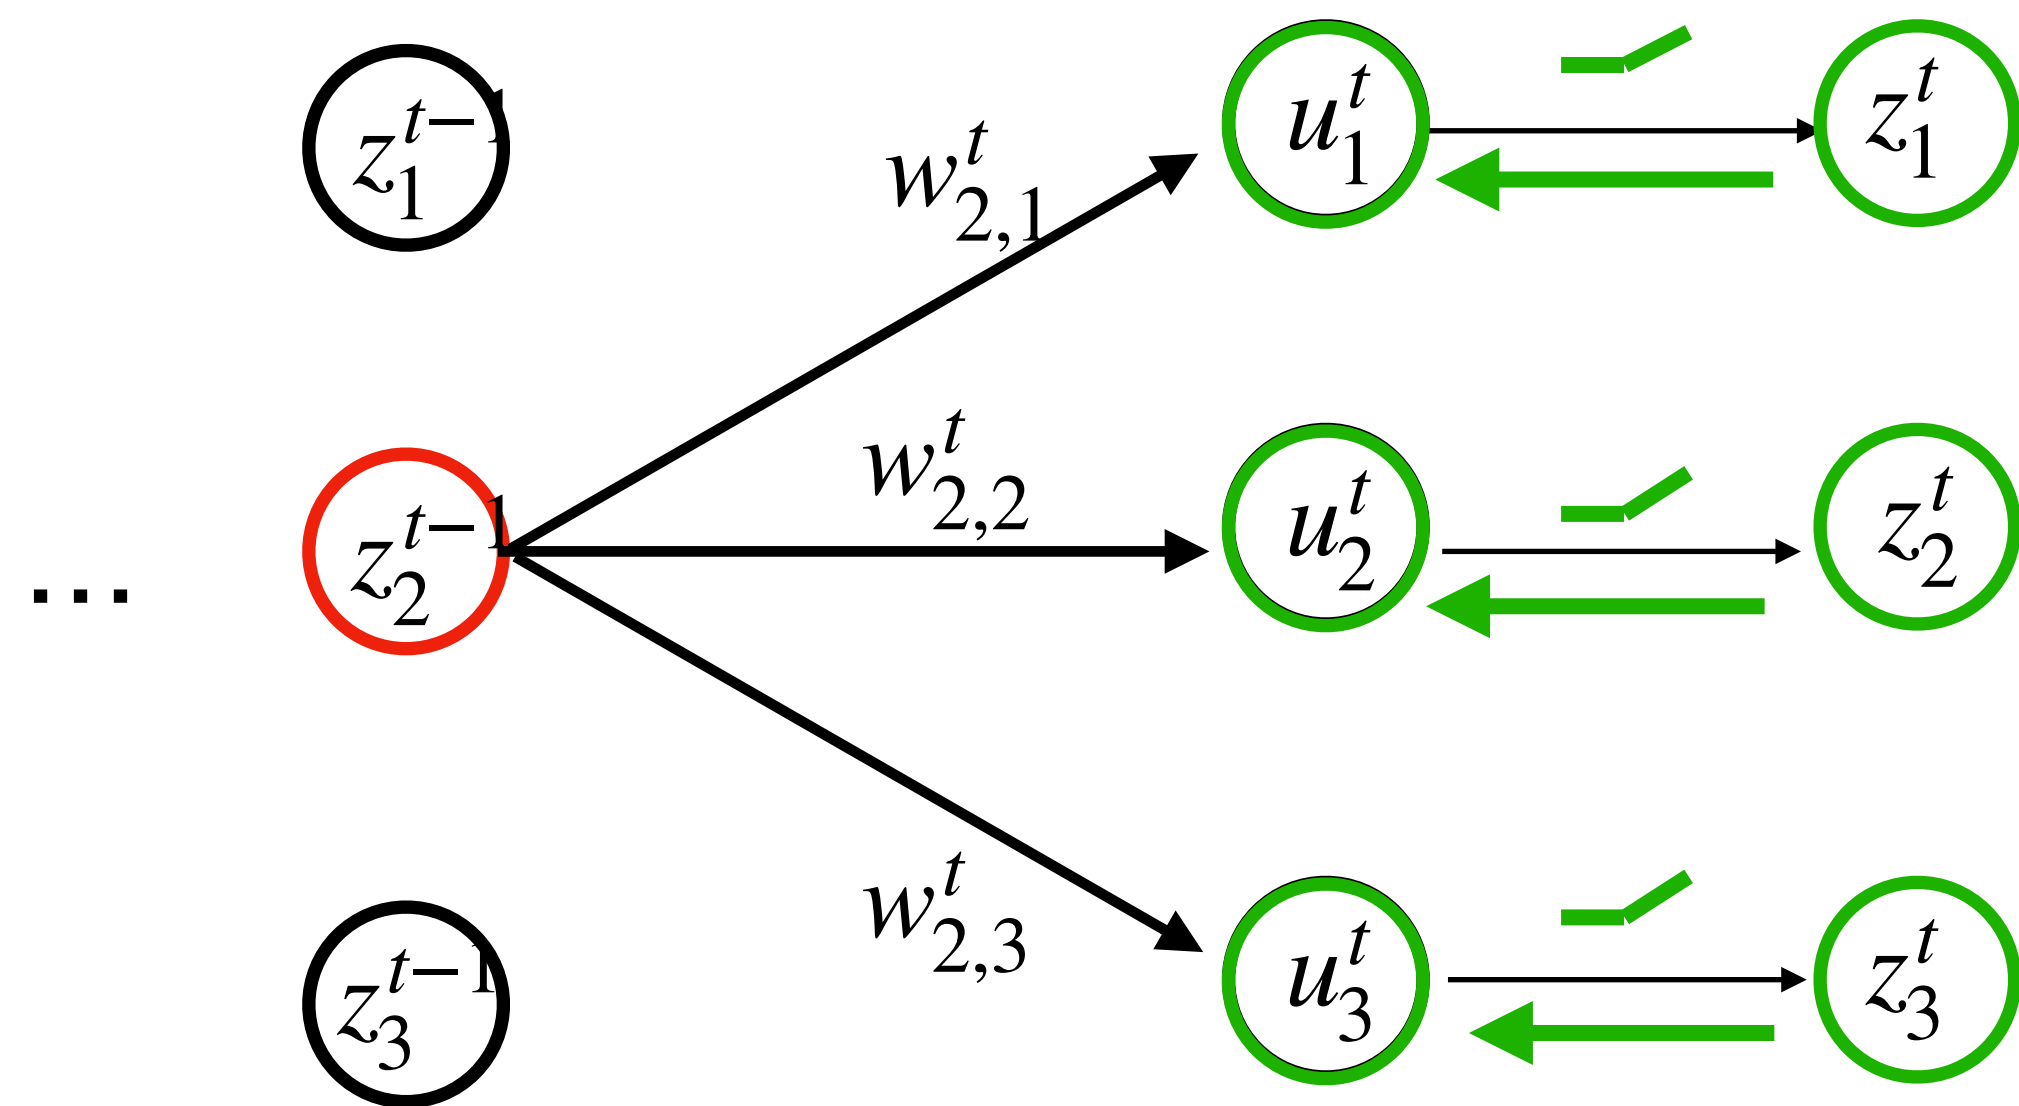 z_1^{t-1} w_{2,1}^t u_1^t z_1^t
z_2^{t-1} w_{2,2}^t u_2^t z_2^t
...
z_3^{t-1} w_{2,3}^t u_3^t z_3^t